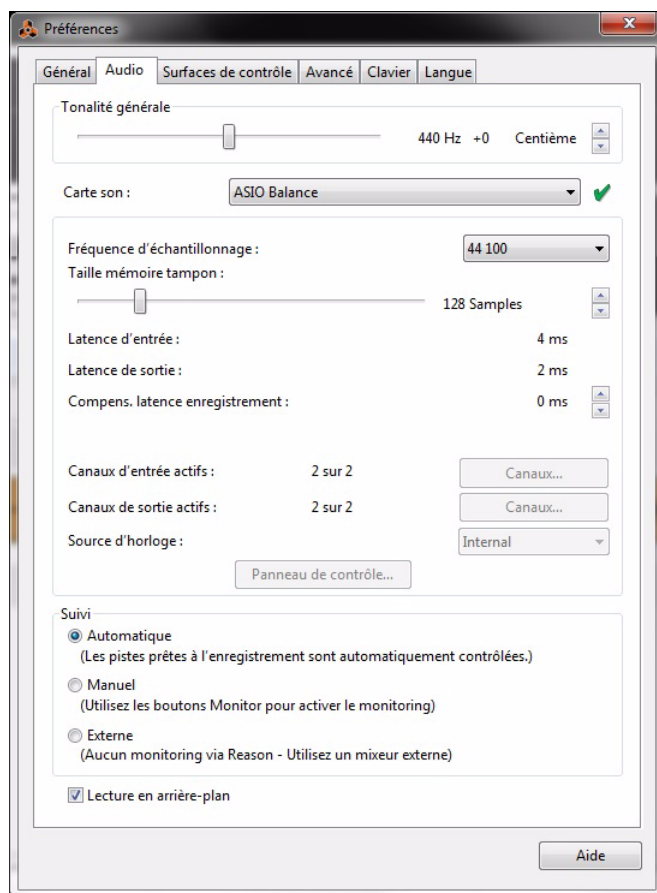 Préférences
Général Audio Surfaces de contrôle Avancé Clavier Langue
Tonalité générale
440 Hz +0 Centième
Carte son : ASIO Balance
Fréquence d'échantillonnage : 44 100
Taille mémoire tampon :
128 Samples
Latence d'entrée : 4 ms
Latence de sortie : 2 ms
Compens. latence enregistrement : 0 ms
Canaux d'entrée actifs : 2 sur 2 Canaux...
Canaux de sortie actifs : 2 sur 2 Canaux...
Source d'horloge : Internal
Panneau de contrôle...
Suivi
Automatique
(Les pistes prêtes à l'enregistrement sont automatiquement contrôlées.)
Manuel
(Utilisez les boutons Monitor pour activer le monitoring)
Externe
(Aucun monitoring via Reason - Utilisez un mixeur externe)
Lecture en arrière-plan
Aide